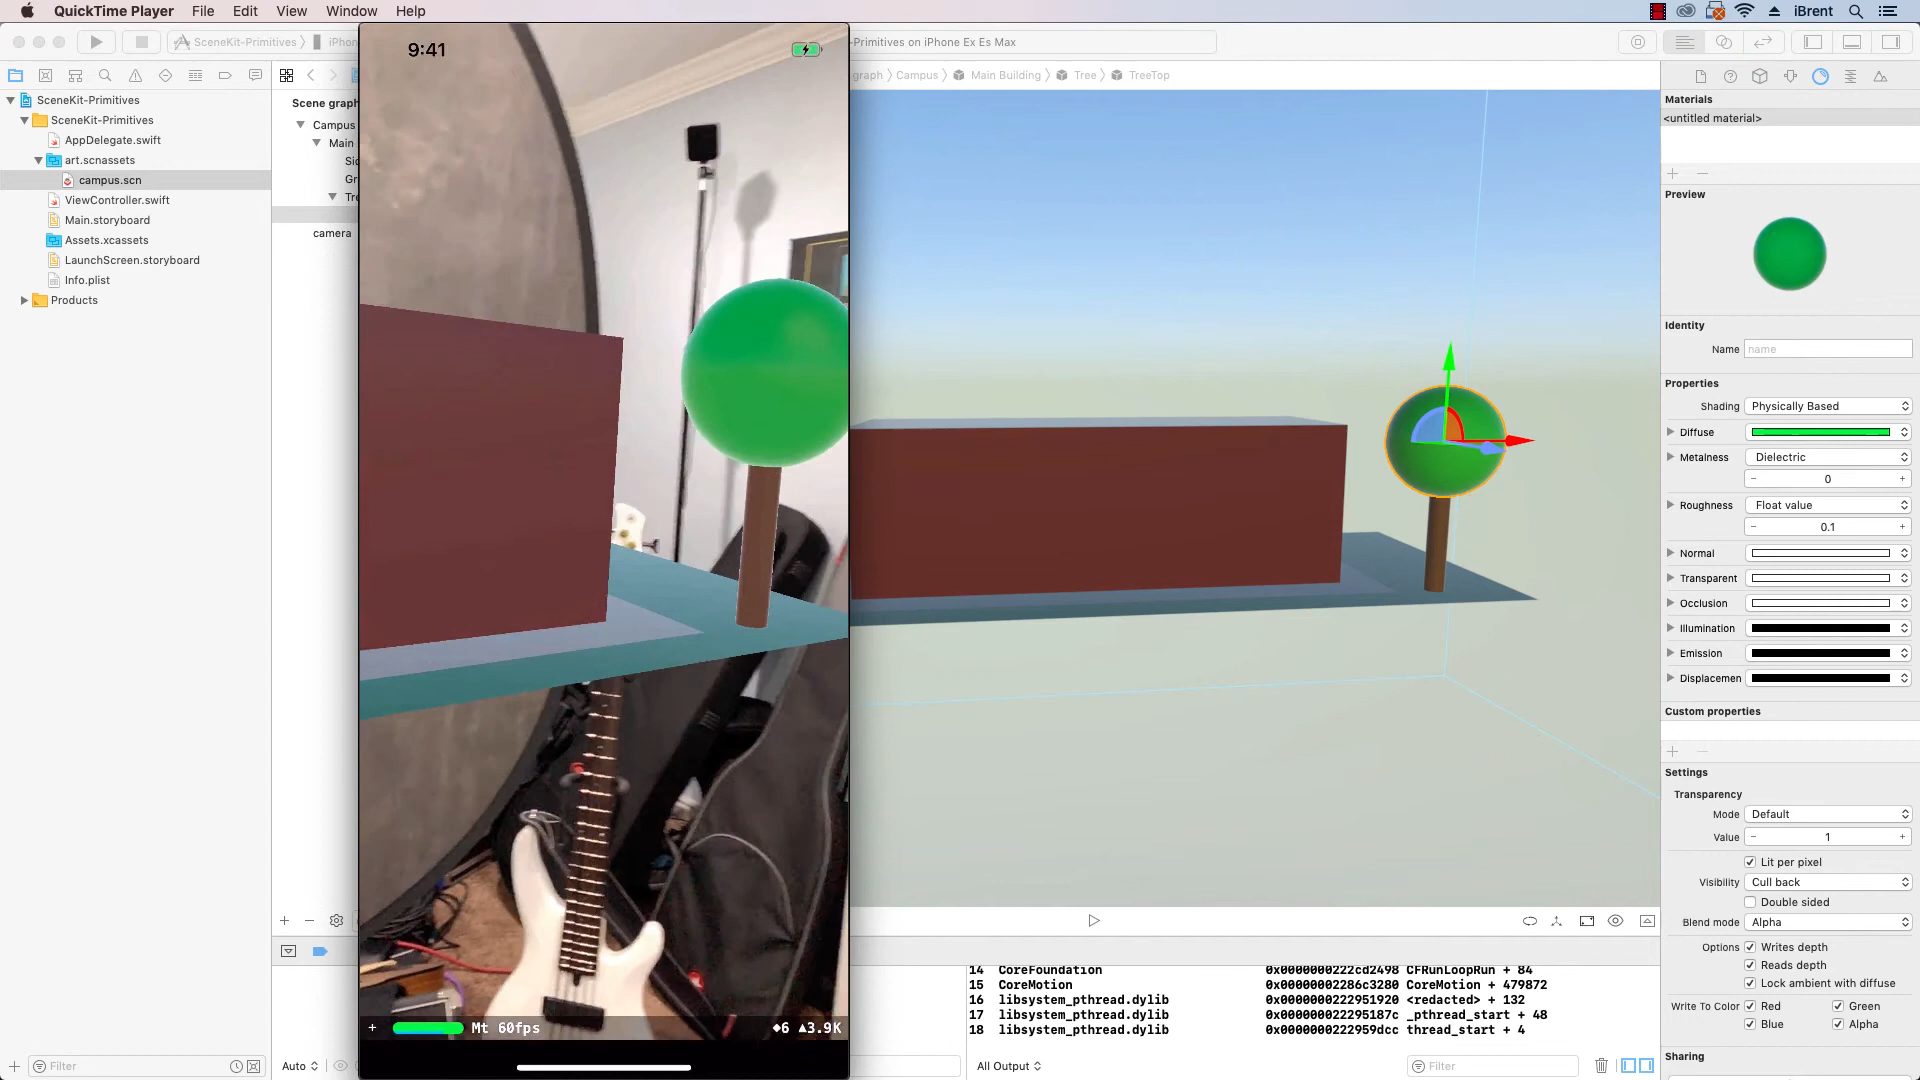 QuickTime Player File Edit View Window Help iBrent
SceneKit-Primitives iPhon 9:41 -Primitives on iPhone Ex Es Max
graph Campus Main Building Tree TreeTop
SceneKit-Primitives
SceneKit-Primitives
AppDelegate.swift
art.scnassets
campus.scn
ViewController.swift
Main.storyboard
Assets.xcassets
LaunchScreen.storyboard
Info.plist
Products
Filter
Scene graph
Campus
Main
Sid
Gr
Tre
camera
Mt 60fps ◆6 ▲3.9K
Auto
14 CoreFoundation 0x0000000222cd2498 CFRunLoopRun + 84
15 CoreMotion 0x00000002286c3280 CoreMotion + 479872
16 libsystem_pthread.dylib 0x0000000222951920 <redacted> + 132
17 libsystem_pthread.dylib 0x000000022295187c _pthread_start + 48
18 libsystem_pthread.dylib 0x0000000222959dcc thread_start + 4
All Output Filter
Materials
<untitled material>
Preview
Identity
Name name
Properties
Shading Physically Based
Diffuse
Metalness Dielectric
0
Roughness Float value
0.1
Normal
Transparent
Occlusion
Illumination
Emission
Displacemen
Custom properties
Settings
Transparency
Mode Default
Value 1
Lit per pixel
Visibility Cull back
Double sided
Blend mode Alpha
Options Writes depth
Reads depth
Lock ambient with diffuse
Write To Color Red Green
Blue Alpha
Sharing